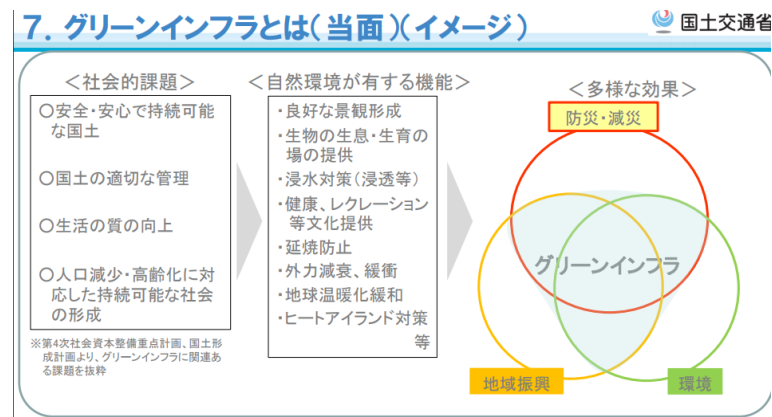 7．グリーンインフラとは（当面）（イメージ）
国土交通省
＜社会的課題＞
○安全・安心で持続可能
な国土
○国土の適切な管理
○生活の質の向上
○人口減少・高齢化に対
応した持続可能な社会
の形成
※第4次社会資本整備重点計画、国土形
成計画より、グリーンインフラに関連あ
る課題を抜粋
＜自然環境が有する機能＞
・良好な景観形成
・生物の生息・生育の
場の提供
・浸水対策（浸透等）
・健康、レクレーション
等文化提供
・延焼防止
・外力減衰、緩衝
・地球温暖化緩和
・ヒートアイランド対策
等
＜多様な効果＞
防災・減災
グリーンインフラ
地域振興
環境